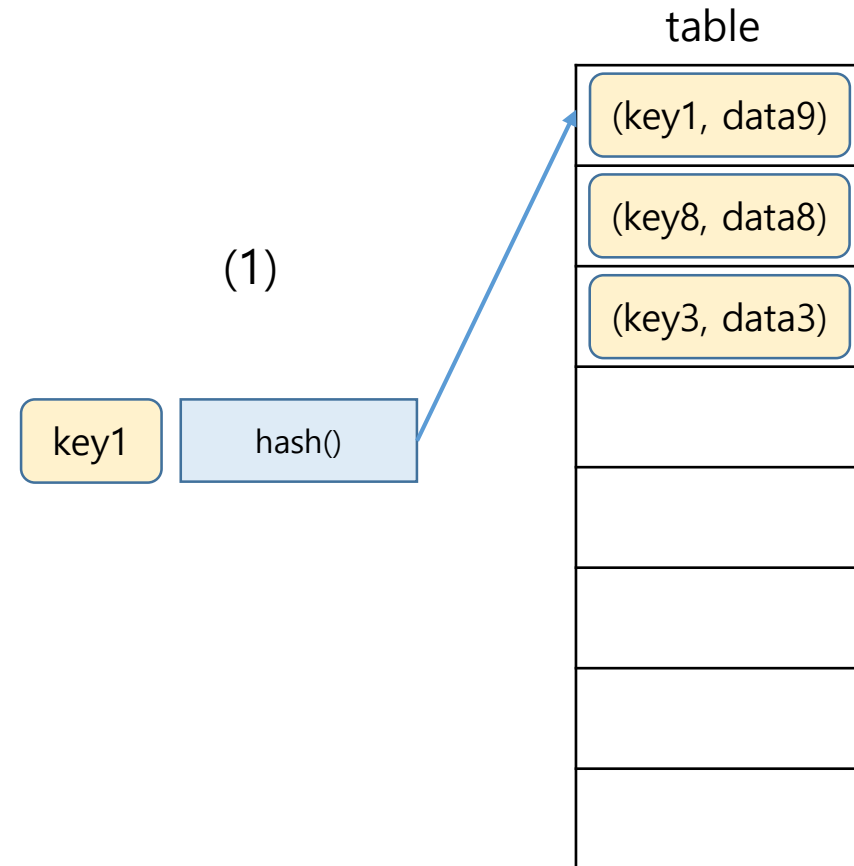 table
(key1, data9)
(key8, data8)
(1)
(key3, data3)
key1
hash()